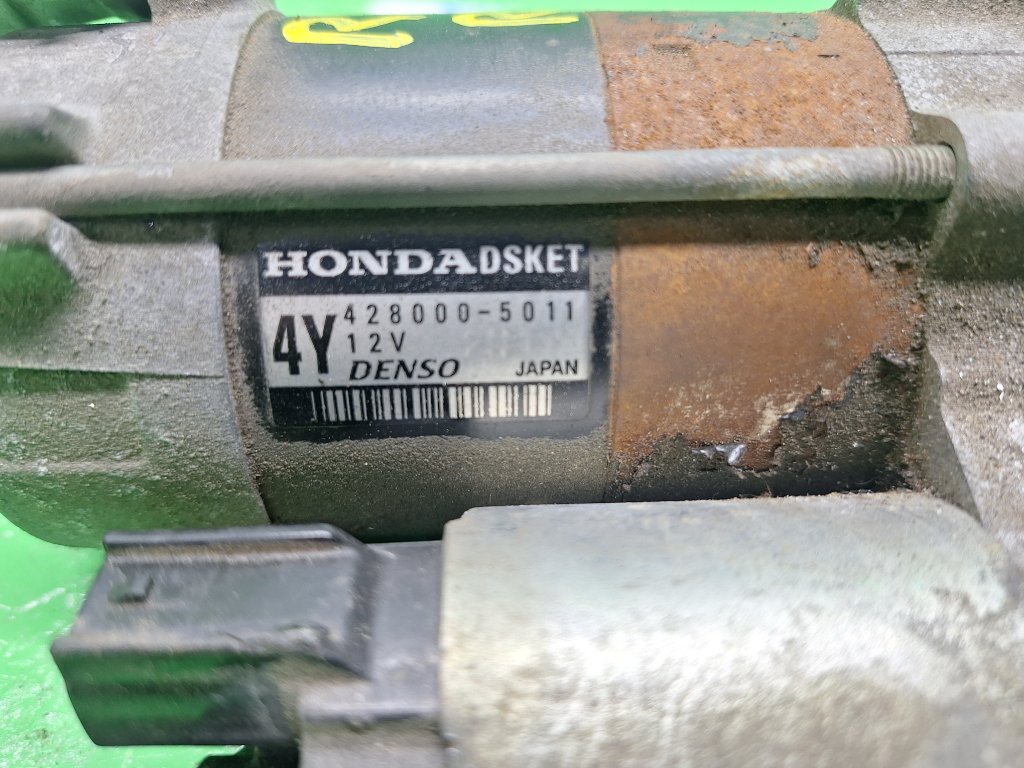 HONDA DSKET
4Y 428000-5011
12V
DENSO JAPAN